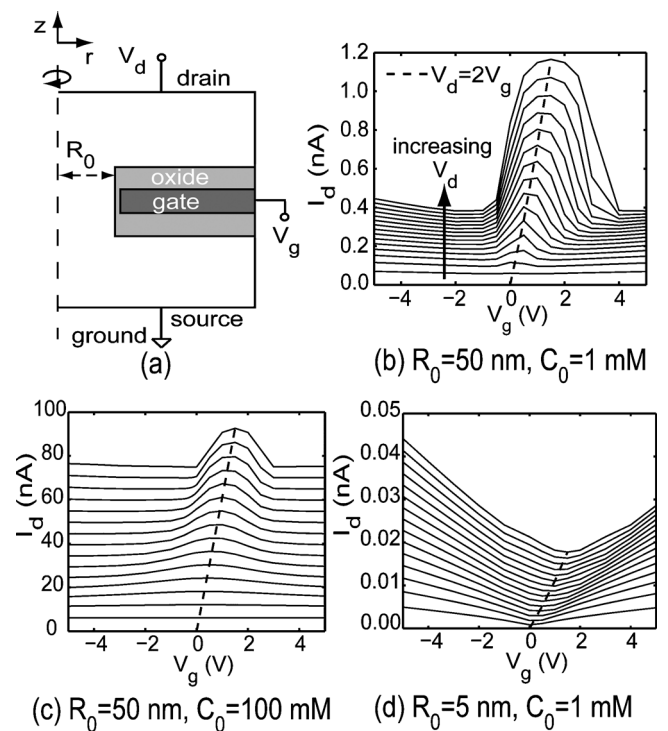 z
r
V_d
drain
R_0
oxide
gate
V_g
ground
source
(a)
1.2
1.0
0.8
0.6
0.4
0.2
0.0
I_d (nA)
V_d=2V_g
increasing
V_d
−4 −2 0 2 4
V_g (V)
(b) R_0=50 nm, C_0=1 mM
100
80
60
40
20
0
I_d (nA)
−4 −2 0 2 4
V_g (V)
(c) R_0=50 nm, C_0=100 mM
0.05
0.04
0.03
0.02
0.01
0.00
I_d (nA)
−4 −2 0 2 4
V_g (V)
(d) R_0=5 nm, C_0=1 mM